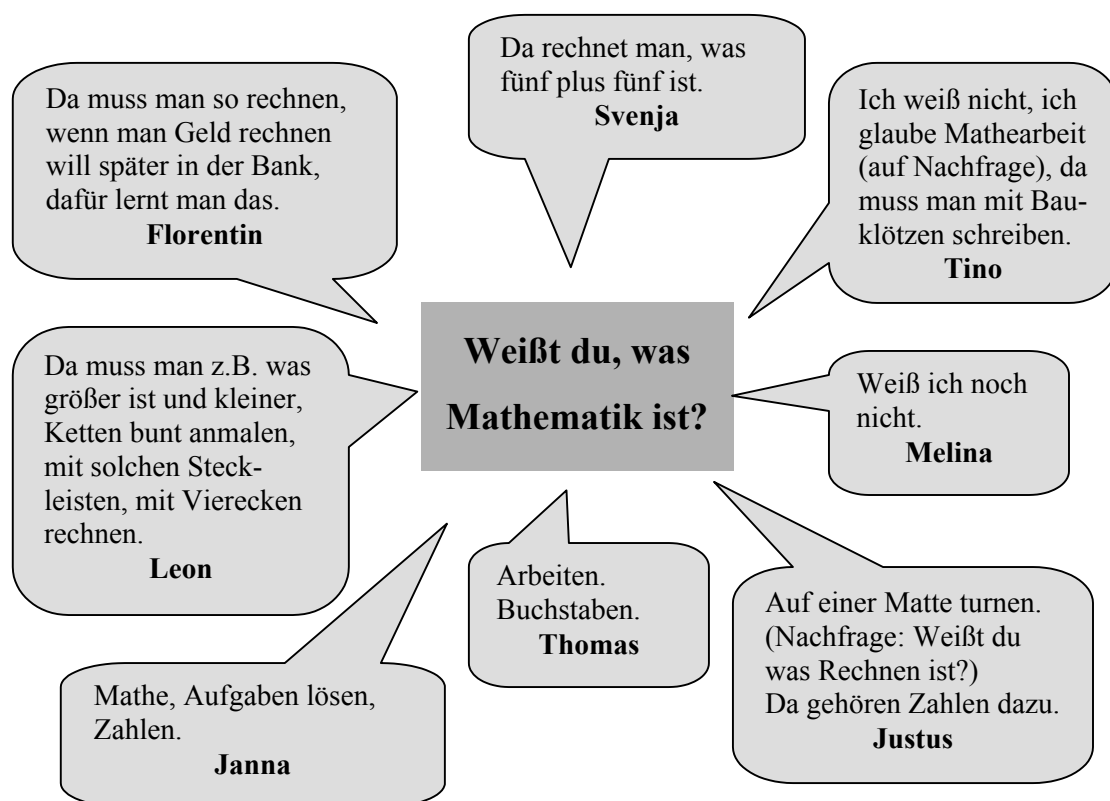 Da rechnet man, was
fünf plus fünf ist.
Svenja
Da muss man so rechnen,
wenn man Geld rechnen
will später in der Bank,
dafür lernt man das.
Florentin
Ich weiß nicht, ich
glaube Mathearbeit
(auf Nachfrage), da
muss man mit Bau-
klötzen schreiben.
Tino
Weißt du, was
Mathematik ist?
Da muss man z.B. was
größer ist und kleiner,
Ketten bunt anmalen,
mit solchen Steck-
leisten, mit Vierecken
rechnen.
Leon
Weiß ich noch
nicht.
Melina
Arbeiten.
Buchstaben.
Thomas
Auf einer Matte turnen.
(Nachfrage: Weißt du
was Rechnen ist?)
Da gehören Zahlen dazu.
Justus
Mathe, Aufgaben lösen,
Zahlen.
Janna